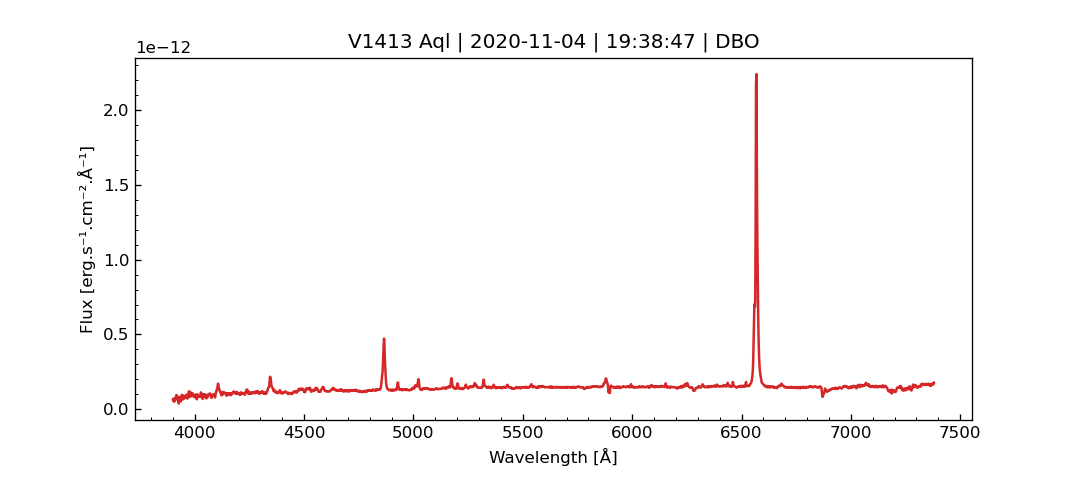 V1413 Aql | 2020-11-04 | 19:38:47 | DBO
1e−12
2.0
1.5
1.0
0.5
0.0
Flux [erg.s⁻¹.cm⁻².Å⁻¹]
4000 4500 5000 5500 6000 6500 7000 7500
Wavelength [Å]